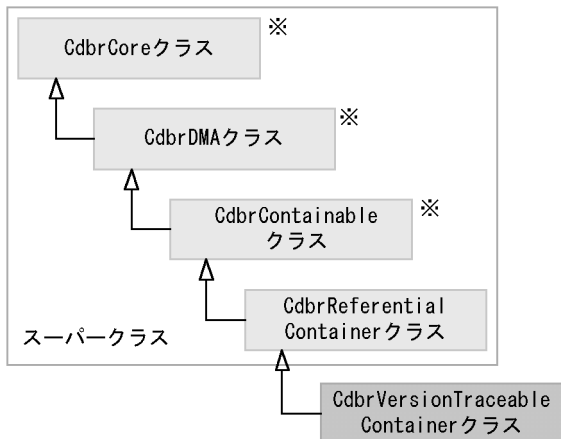 CdbrCoreクラス
※
CdbrDMAクラス
※
CdbrContainable
クラス
※
CdbrReferential
Containerクラス
スーパークラス
CdbrVersionTraceable
Containerクラス